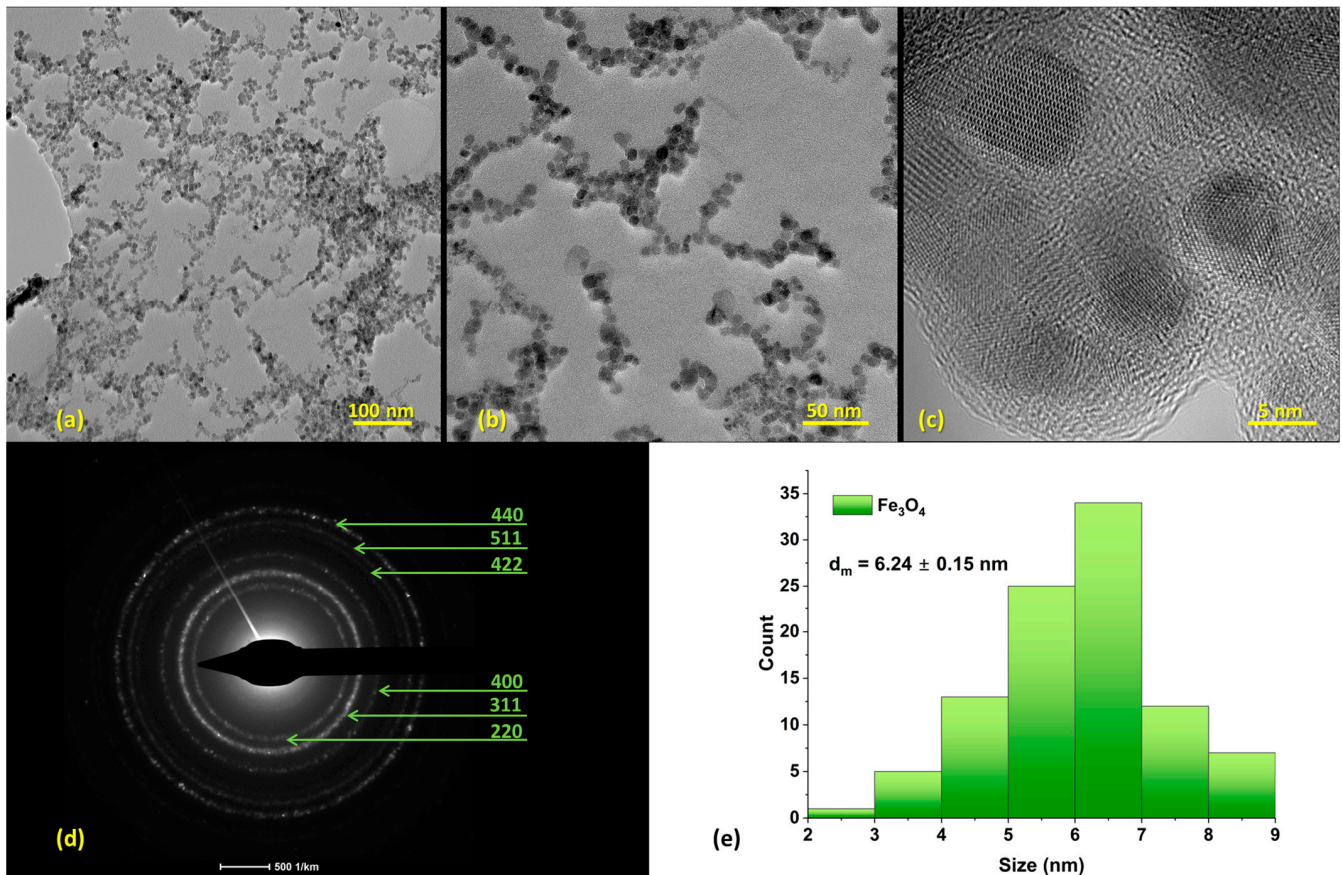 (a)
100 nm
(b)
50 nm
(c)
5 nm
440
511
422
400
311
220
(d)
500 1/km
Fe₃O₄
dₘ = 6.24 ± 0.15 nm
35
30
25
20
15
10
5
0
Count
2 3 4 5 6 7 8 9
Size (nm)
(e)